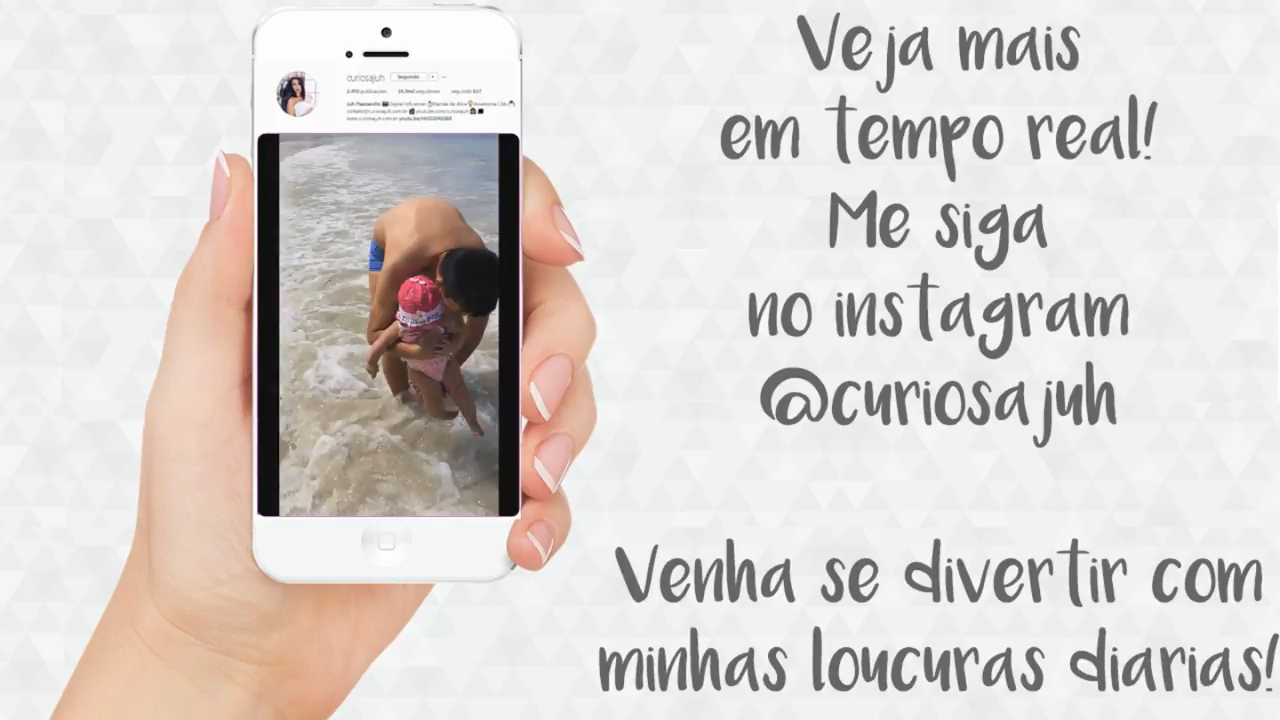 curiosajuh
Seguindo
Veja mais
em tempo real!
Me siga
no instagram
@curiosajuh
Venha se divertir com
minhas loucuras diarias!